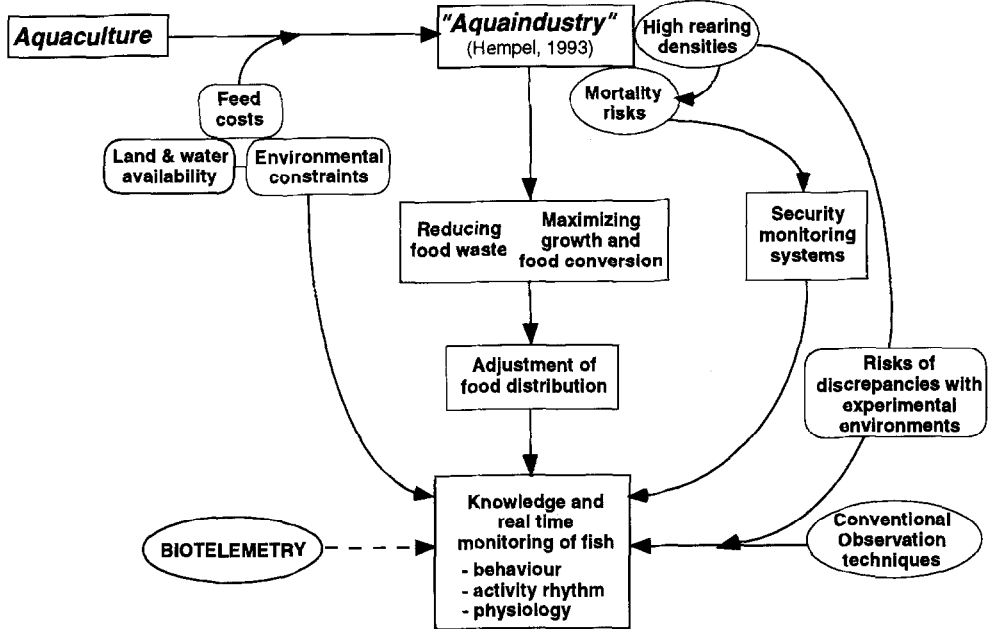 Aquaculture
"Aquaindustry"
(Hempel, 1993)
High rearing
densities
Mortality
risks
Feed
costs
Land & water
availability
Environmental
constraints
Reducing
food waste
Maximizing
growth and
food conversion
Security
monitoring
systems
Adjustment of
food distribution
Risks of
discrepancies with
experimental
environments
Knowledge and
real time
monitoring of fish
- behaviour
- activity rhythm
- physiology
BIOTELEMETRY
Conventional
Observation
techniques